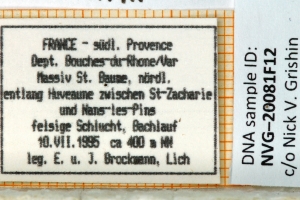 FRANCE - südl. Provence
Dept. Bouches-du-Rhone/Var
Massiv St. Baume, nördl.
entlang Huveaune zwischen St-Zacharie
und Nans-les-Pins
felsige Schlucht, Bachlauf
10.VII.1995 ca 400 m NN
leg. E. u. J. Brockmann, Lich
DNA sample ID:
NVG-20081F12
c/o Nick V. Grishin